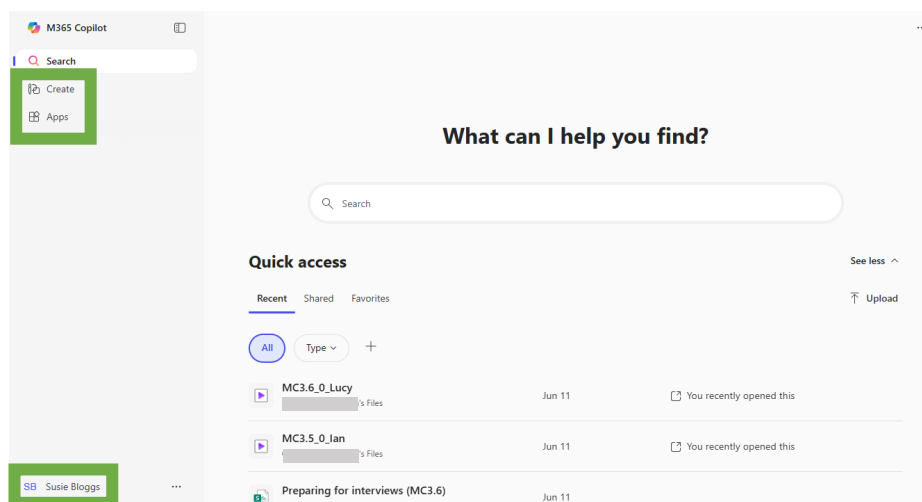 M365 Copilot
Search
Create
Apps
What can I help you find?
Search
Quick access
See less
Recent Shared Favorites
Upload
All Type
MC3.6_0_Lucy
's Files
Jun 11
You recently opened this
MC3.5_0_Ian
's Files
Jun 11
You recently opened this
Preparing for interviews (MC3.6)
Jun 11
SB Susie Bloggs